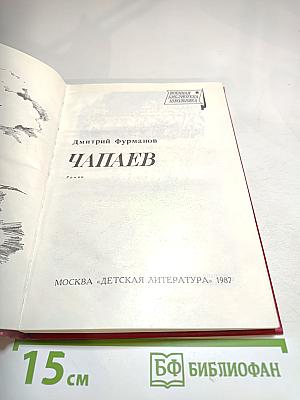 ВОЕННАЯ
БИБЛИОТЕКА
ШКОЛЬНИКА
Дмитрий Фурманов
ЧАПАЕВ
Роман
МОСКВА «ДЕТСКАЯ ЛИТЕРАТУРА» 1987
15 см
БФ БИБЛИОФАН